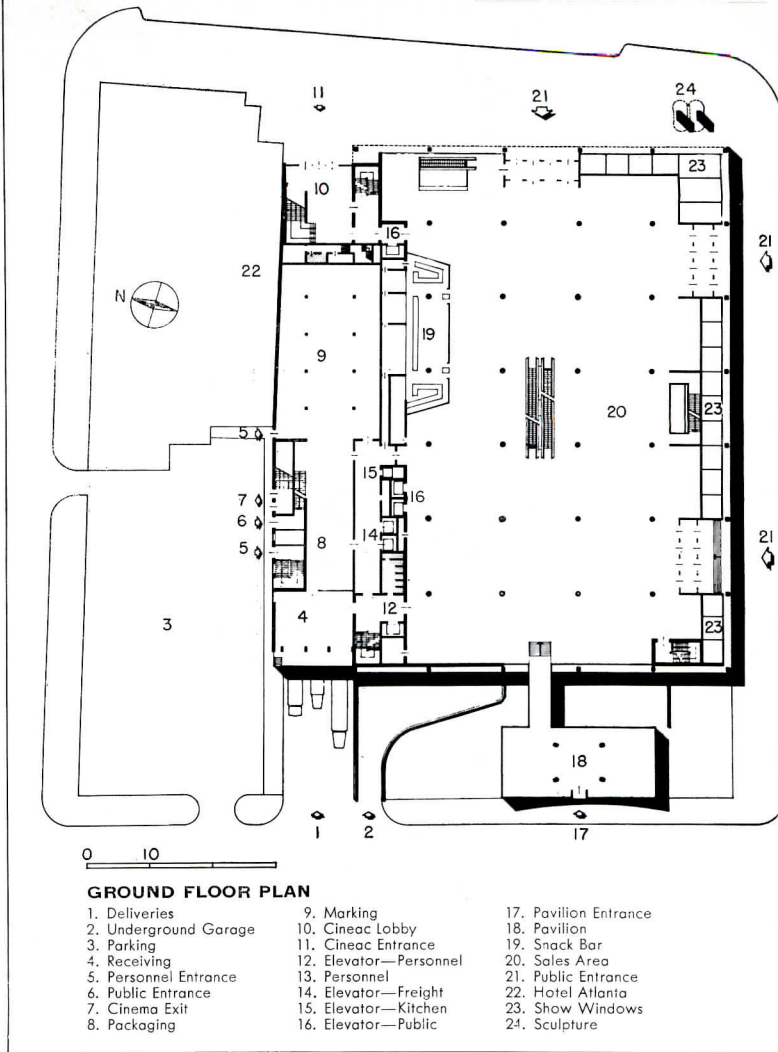 11
21
24
23
10
16
21
22
N
19
9
20
23
5
15
16
7
6
14
21
5
8
12
3
4
23
18
1
2
17
0 10
GROUND FLOOR PLAN
1. Deliveries
2. Underground Garage
3. Parking
4. Receiving
5. Personnel Entrance
6. Public Entrance
7. Cinema Exit
8. Packaging
9. Marking
10. Cineac Lobby
11. Cineac Entrance
12. Elevator—Personnel
13. Personnel
14. Elevator—Freight
15. Elevator—Kitchen
16. Elevator—Public
17. Pavilion Entrance
18. Pavilion
19. Snack Bar
20. Sales Area
21. Public Entrance
22. Hotel Atlanta
23. Show Windows
24. Sculpture